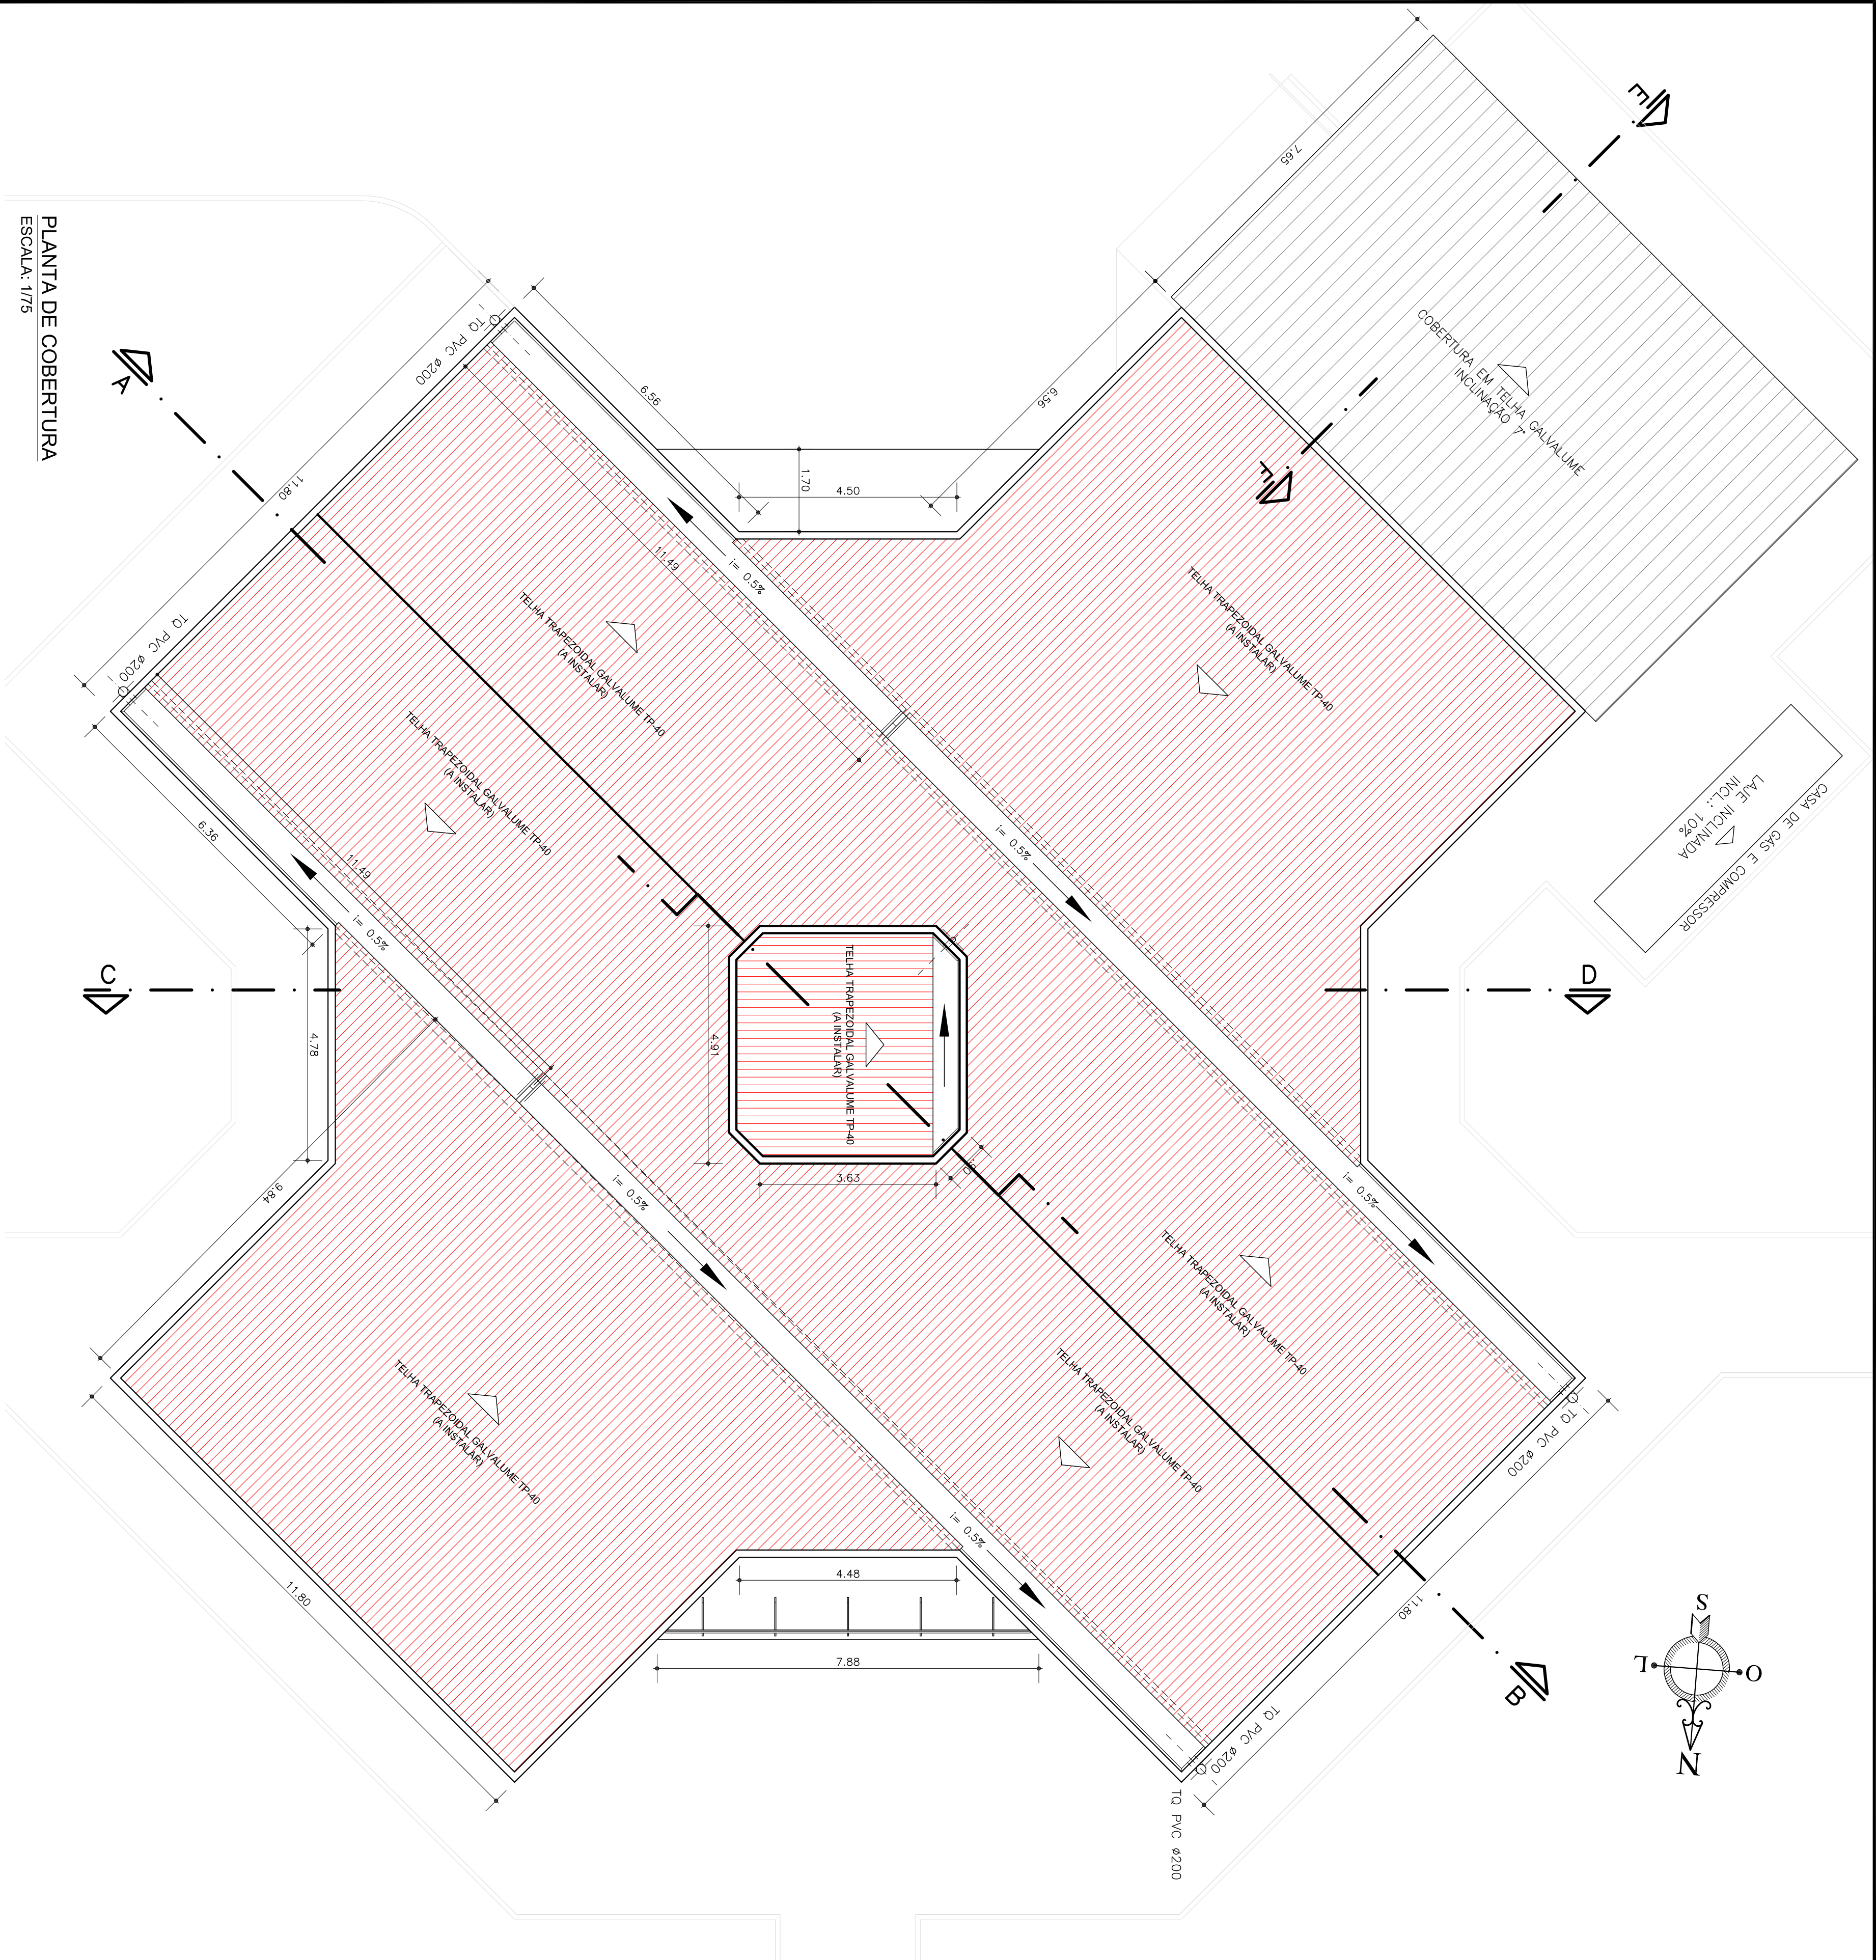 PLANTA DE COBERTURA
ESCALA: 1/75
E
7.65
COBERTURA EM TELHA GALVALUME
INCLINAÇÃO 7°
F
A
TQ PVC ø200
TQ PVC ø200
11.80
6.56
6.56
1.70
4.50
i= 0.5%
11.49
TELHA TRAPEZOIDAL GALVALUME TP-40
(A INSTALAR)
TELHA TRAPEZOIDAL GALVALUME TP-40
(A INSTALAR)
TELHA TRAPEZOIDAL GALVALUME TP-40
(A INSTALAR)
LAJE INCLINADA
INCL.: 10%
CASA DE GÁS E COMPRESSOR
6.36
11.49
i= 0.5%
i= 0.5%
C
D
4.78
4.91
TELHA TRAPEZOIDAL GALVALUME TP-40
(A INSTALAR)
3.63
9.84
i= 0.5%
i= 0.5%
TELHA TRAPEZOIDAL GALVALUME TP-40
(A INSTALAR)
TELHA TRAPEZOIDAL GALVALUME TP-40
(A INSTALAR)
TELHA TRAPEZOIDAL GALVALUME TP-40
(A INSTALAR)
i= 0.5%
TQ PVC ø200
11.80
11.80
4.48
7.88
B
TQ PVC ø200
TQ PVC ø200
S
L
O
N